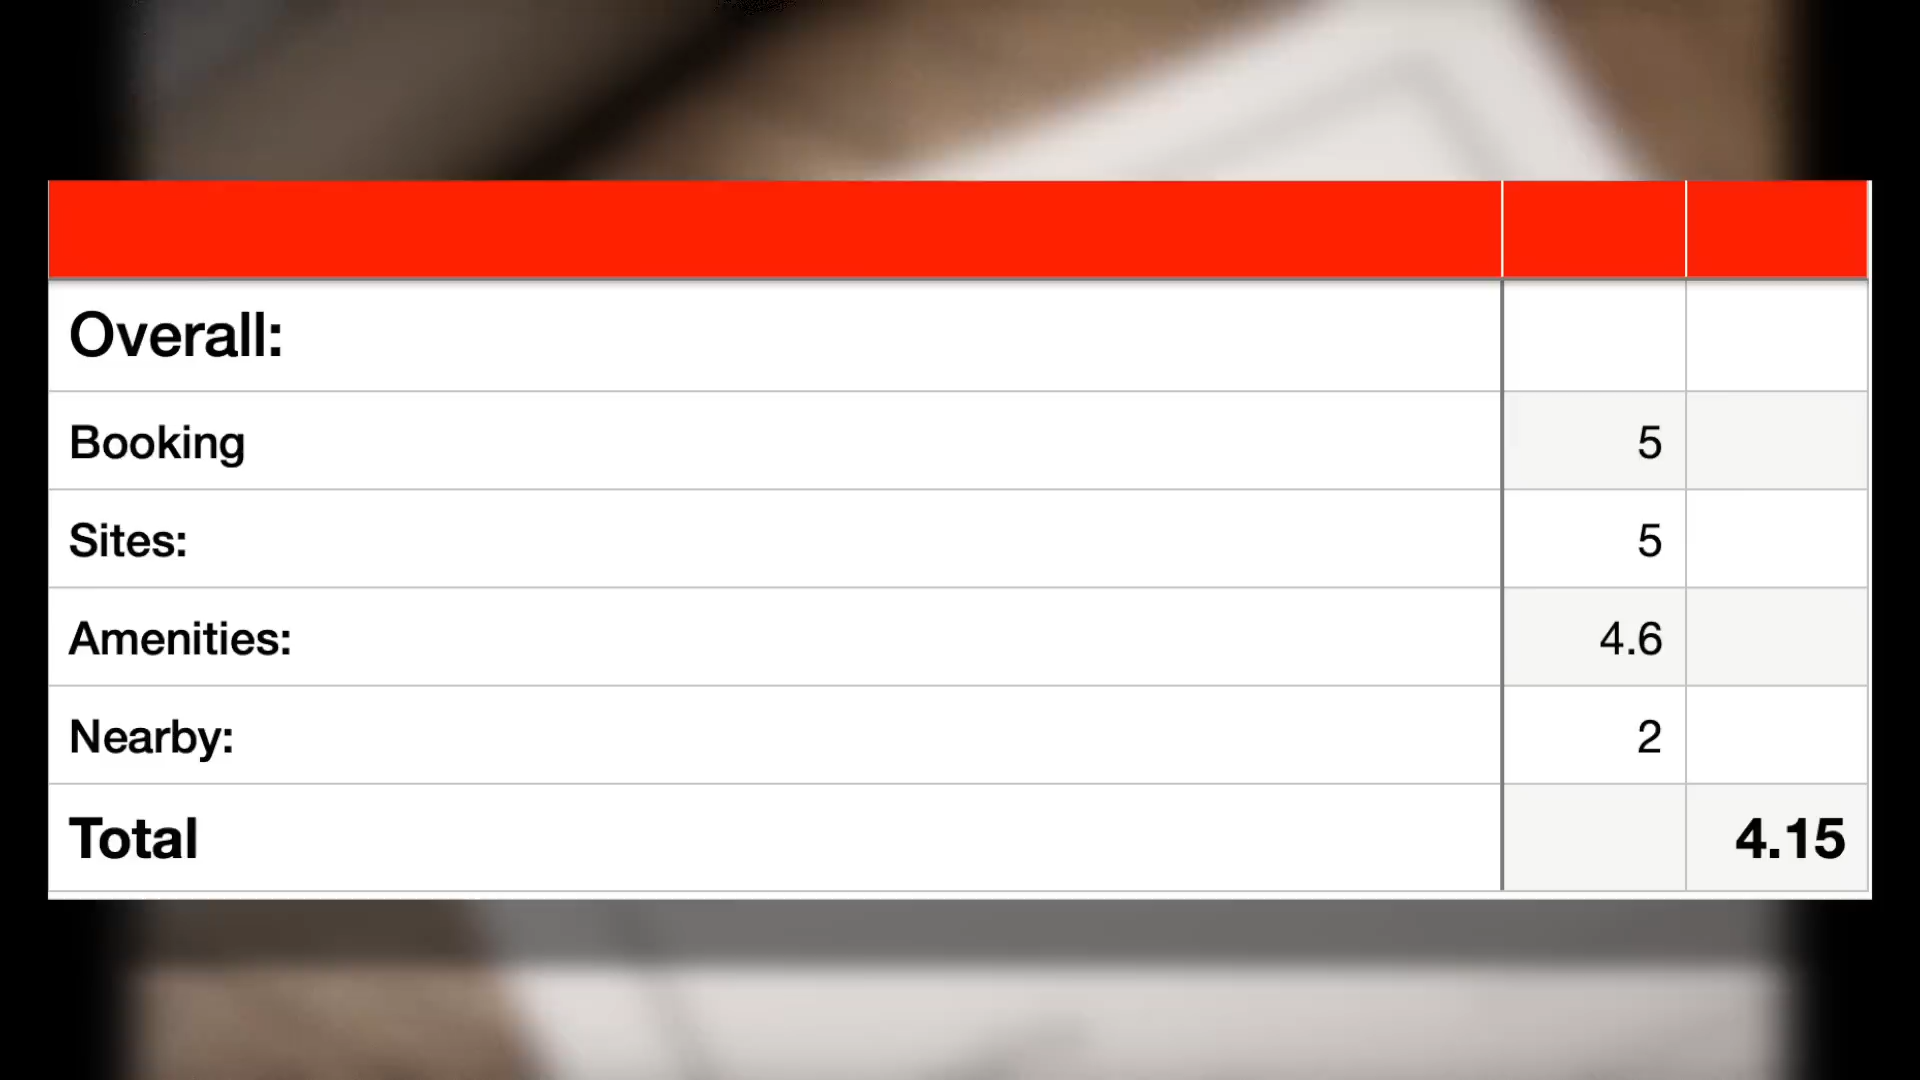 Overall:
Booking 5
Sites: 5
Amenities: 4.6
Nearby: 2
Total 4.15